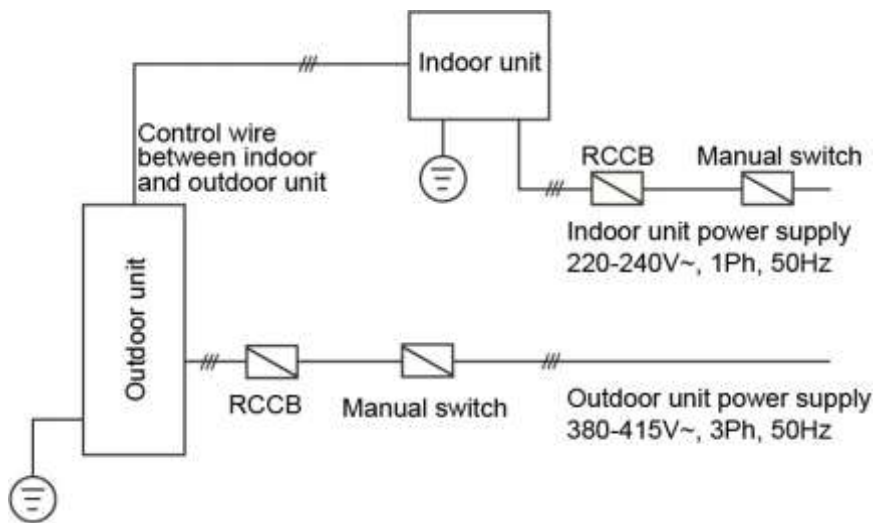 Indoor unit
Control wire
between indoor
and outdoor unit
RCCB
Manual switch
Indoor unit power supply
220-240V~, 1Ph, 50Hz
Outdoor unit
RCCB
Manual switch
Outdoor unit power supply
380-415V~, 3Ph, 50Hz